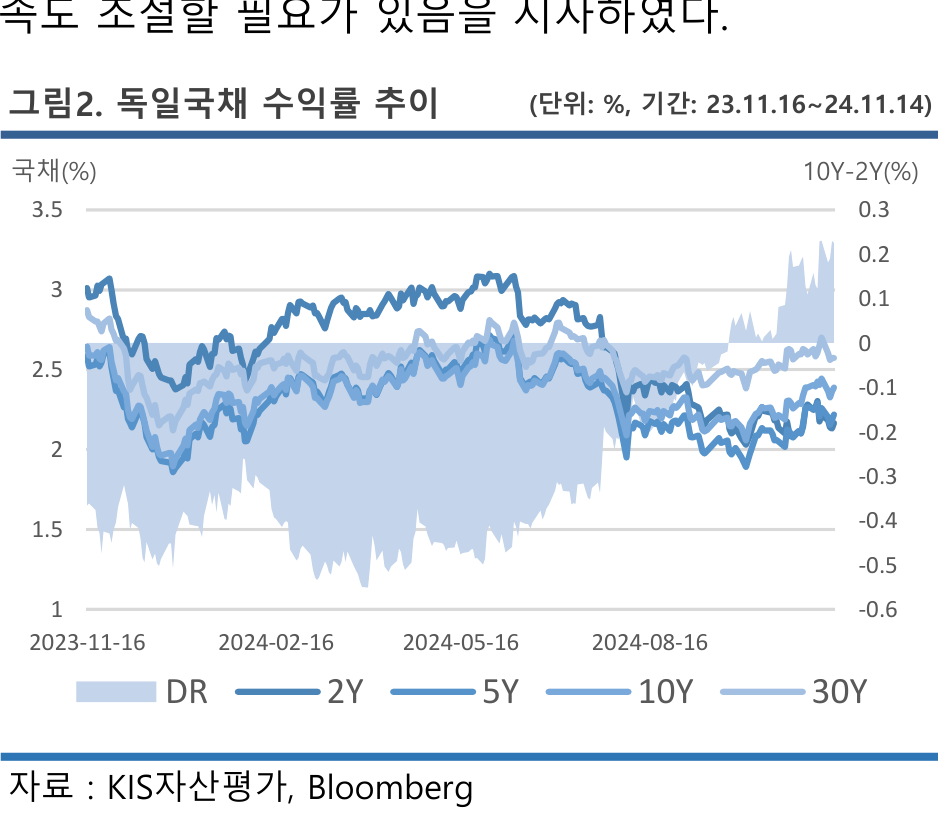 속도 조절할 필요가 있음을 시사하였다.
그림2. 독일국채 수익률 추이 (단위: %, 기간: 23.11.16~24.11.14)
국채(%) 10Y-2Y(%)
3.5 0.3
0.2
3 0.1
2.5 0
-0.1
2 -0.2
-0.3
1.5 -0.4
-0.5
1 -0.6
2023-11-16 2024-02-16 2024-05-16 2024-08-16
DR 2Y 5Y 10Y 30Y
자료 : KIS자산평가, Bloomberg